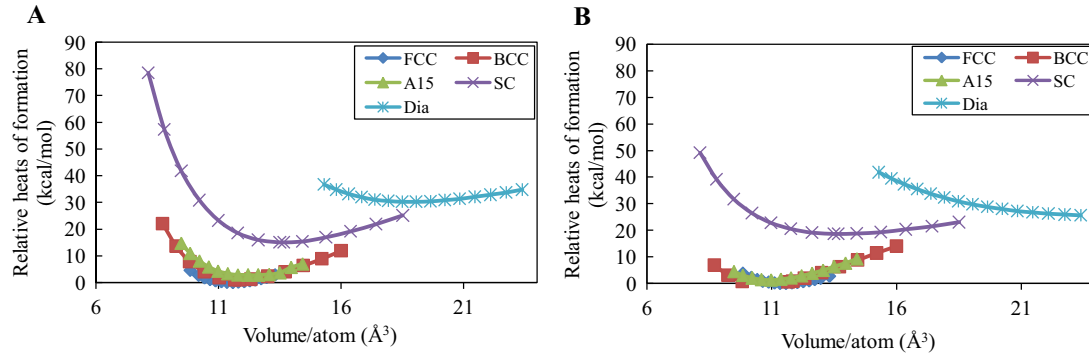 A
Relative heats of formation
(kcal/mol)
90
80
70
60
50
40
30
20
10
0
6
11
16
21
Volume/atom (Å³)
FCC
BCC
A15
SC
Dia
B
Relative heats of formation
(kcal/mol)
90
80
70
60
50
40
30
20
10
0
6
11
16
21
Volume/atom (Å³)
FCC
BCC
A15
SC
Dia